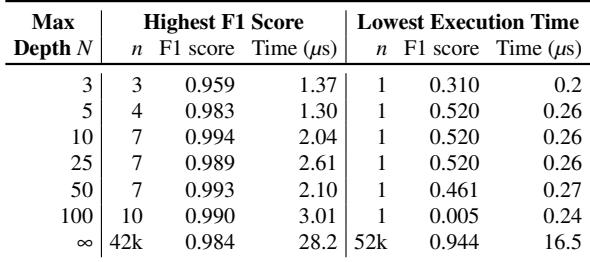 Max Highest F1 Score Lowest Execution Time
Depth N n F1 score Time (μs) n F1 score Time (μs)
3 3 0.959 1.37 1 0.310 0.2
5 4 0.983 1.30 1 0.520 0.26
10 7 0.994 2.04 1 0.520 0.26
25 7 0.989 2.61 1 0.520 0.26
50 7 0.993 2.10 1 0.461 0.27
100 10 0.990 3.01 1 0.005 0.24
∞ 42k 0.984 28.2 52k 0.944 16.5